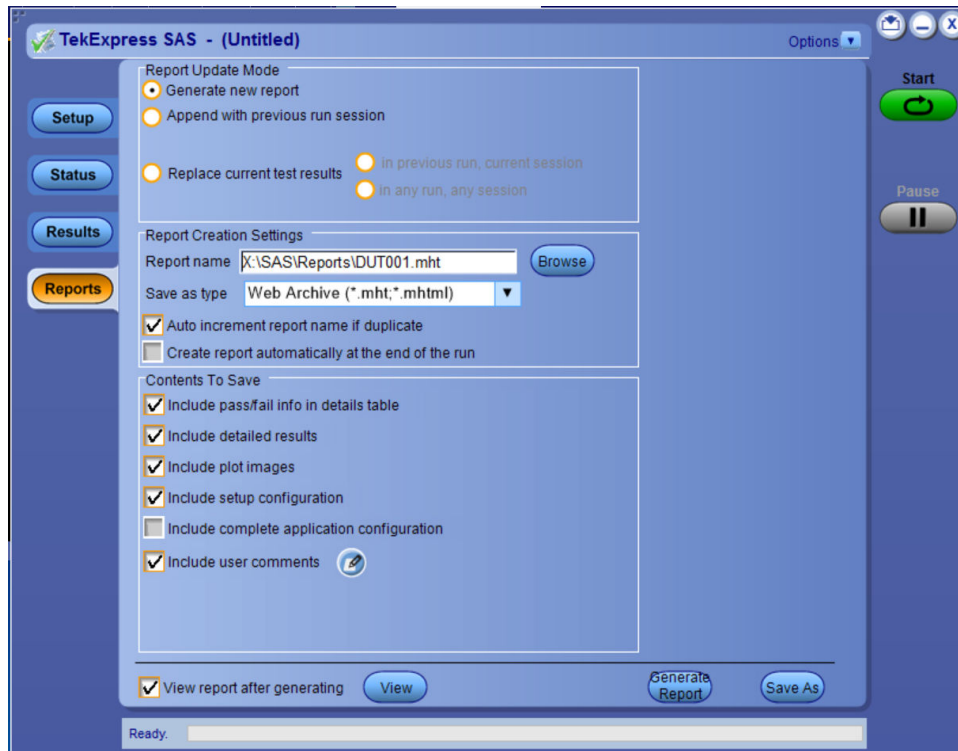 TekExpress SAS - (Untitled)
Options
Start
Report Update Mode
Generate new report
Append with previous run session
Setup
Status
Replace current test results
in previous run, current session
in any run, any session
Pause
Results
Report Creation Settings
Report name X:\SAS\Reports\DUT001.mht Browse
Reports
Save as type Web Archive (*.mht;*.mhtml)
Auto increment report name if duplicate
Create report automatically at the end of the run
Contents To Save
Include pass/fail info in details table
Include detailed results
Include plot images
Include setup configuration
Include complete application configuration
Include user comments
View report after generating View Generate Report Save As
Ready.